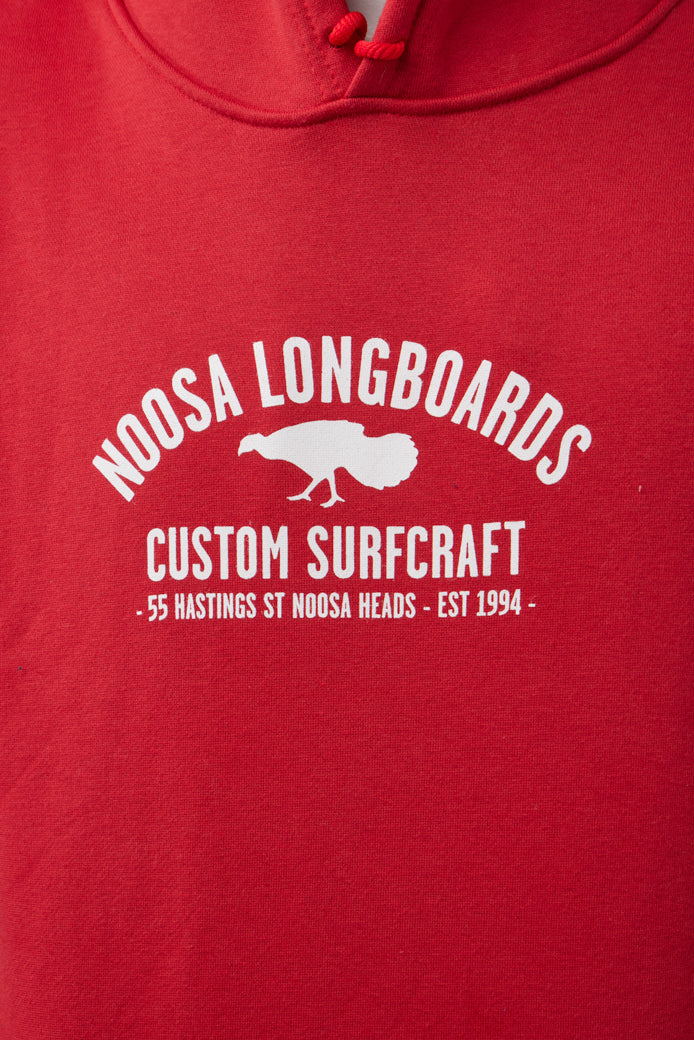 NOOSA LONGBOARDS
CUSTOM SURFCRAFT
- 55 HASTINGS ST NOOSA HEADS - EST 1994 -